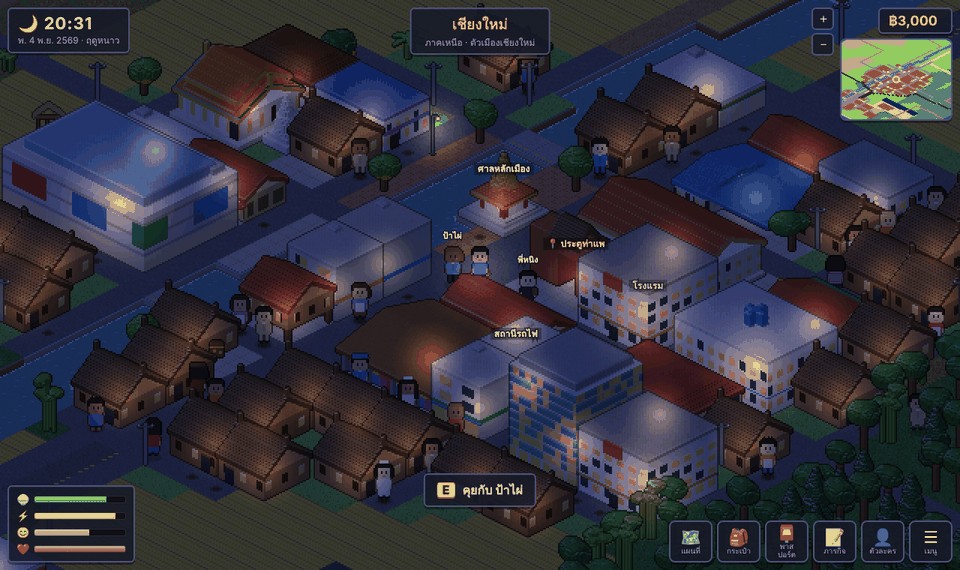 20:31
พ. 4 พ.ย. 2569 · ฤดูหนาว
เชียงใหม่
ภาคเหนือ · ตัวเมืองเชียงใหม่
+
−
฿3,000
ศาลหลักเมือง
ป้าไผ่
พี่หนิง
ประตูท่าแพ
โรงแรม
สถานีรถไฟ
E คุยกับ ป้าไผ่
แผนที่
กระเป๋า
พาส
ปอร์ต
ภารกิจ
ตัวละคร
เมนู